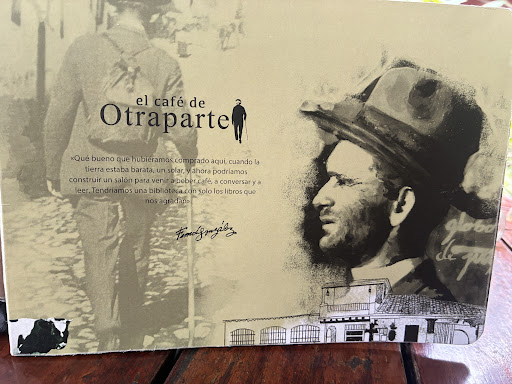 el café de
Otraparte
«Qué bueno que hubiéramos comprado aquí, cuando la
tierra estaba barata, un solar, y ahora podríamos
construir un salón para venir a beber café, a conversar y a
leer. Tendríamos una biblioteca con solo los libros que
nos agradan».
Fernando González